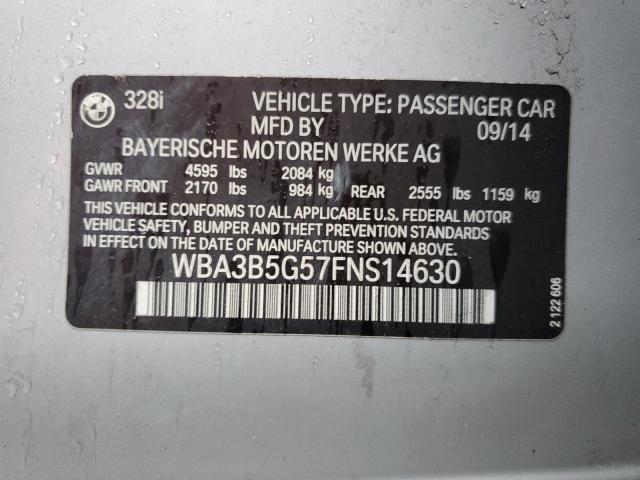 BMW
328i VEHICLE TYPE: PASSENGER CAR
MFD BY 09/14
BAYERISCHE MOTOREN WERKE AG
GVWR 4595 lbs 2084 kg
GAWR FRONT 2170 lbs 984 kg REAR 2555 lbs 1159 kg
THIS VEHICLE CONFORMS TO ALL APPLICABLE U.S. FEDERAL MOTOR
VEHICLE SAFETY, BUMPER AND THEFT PREVENTION STANDARDS
IN EFFECT ON THE DATE OF MANUFACTURE SHOWN ABOVE.
WBA3B5G57FNS14630
2 122 606